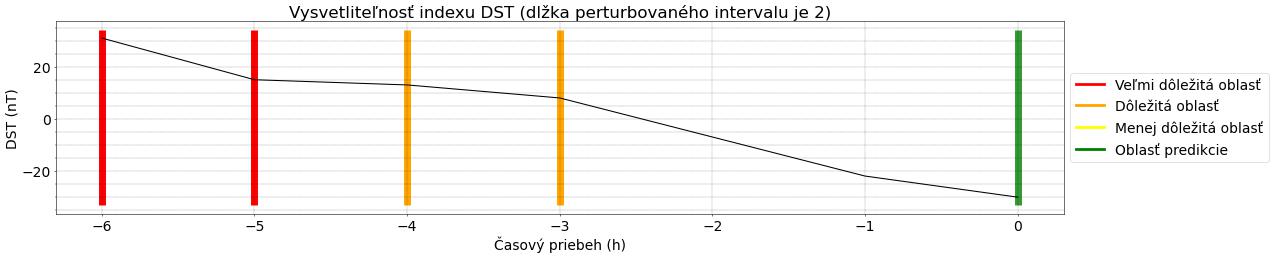 Vysvetliteľnosť indexu DST (dĺžka perturbovaného intervalu je 2)
DST (nT)
20
0
−20
−6 −5 −4 −3 −2 −1 0
Časový priebeh (h)
Veľmi dôležitá oblasť
Dôležitá oblasť
Menej dôležitá oblasť
Oblasť predikcie